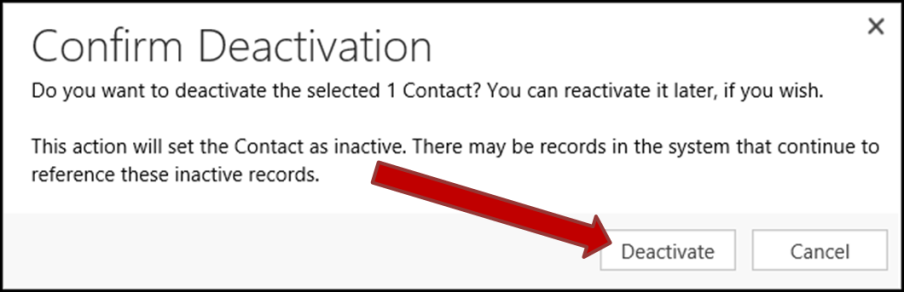 Confirm Deactivation
Do you want to deactivate the selected 1 Contact? You can reactivate it later, if you wish.
This action will set the Contact as inactive. There may be records in the system that continue to
reference these inactive records.
Deactivate
Cancel